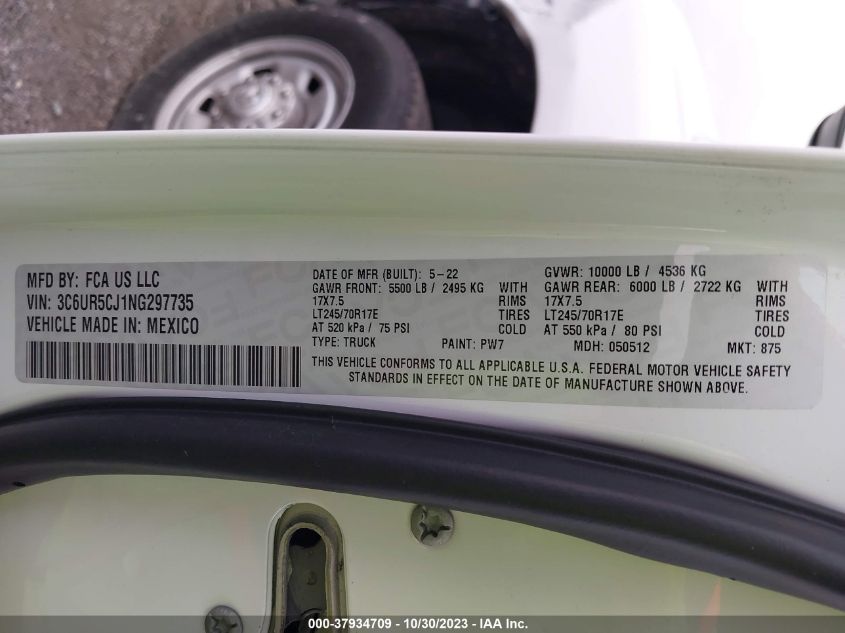 MFD BY: FCA US LLC
VIN: 3C6UR5CJ1NG297735
VEHICLE MADE IN: MEXICO
DATE OF MFR (BUILT): 5-22
GVWR: 10000 LB / 4536 KG
GAWR FRONT: 5500 LB / 2495 KG WITH
GAWR REAR: 6000 LB / 2722 KG WITH
17X7.5 RIMS
17X7.5 RIMS
LT245/70R17E TIRES
LT245/70R17E TIRES
AT 520 kPa / 75 PSI COLD
AT 550 kPa / 80 PSI COLD
TYPE: TRUCK PAINT: PW7 MDH: 050512 MKT: 875
THIS VEHICLE CONFORMS TO ALL APPLICABLE U.S.A. FEDERAL MOTOR VEHICLE SAFETY
STANDARDS IN EFFECT ON THE DATE OF MANUFACTURE SHOWN ABOVE.
000-37934709 - 10/30/2023 - IAA Inc.